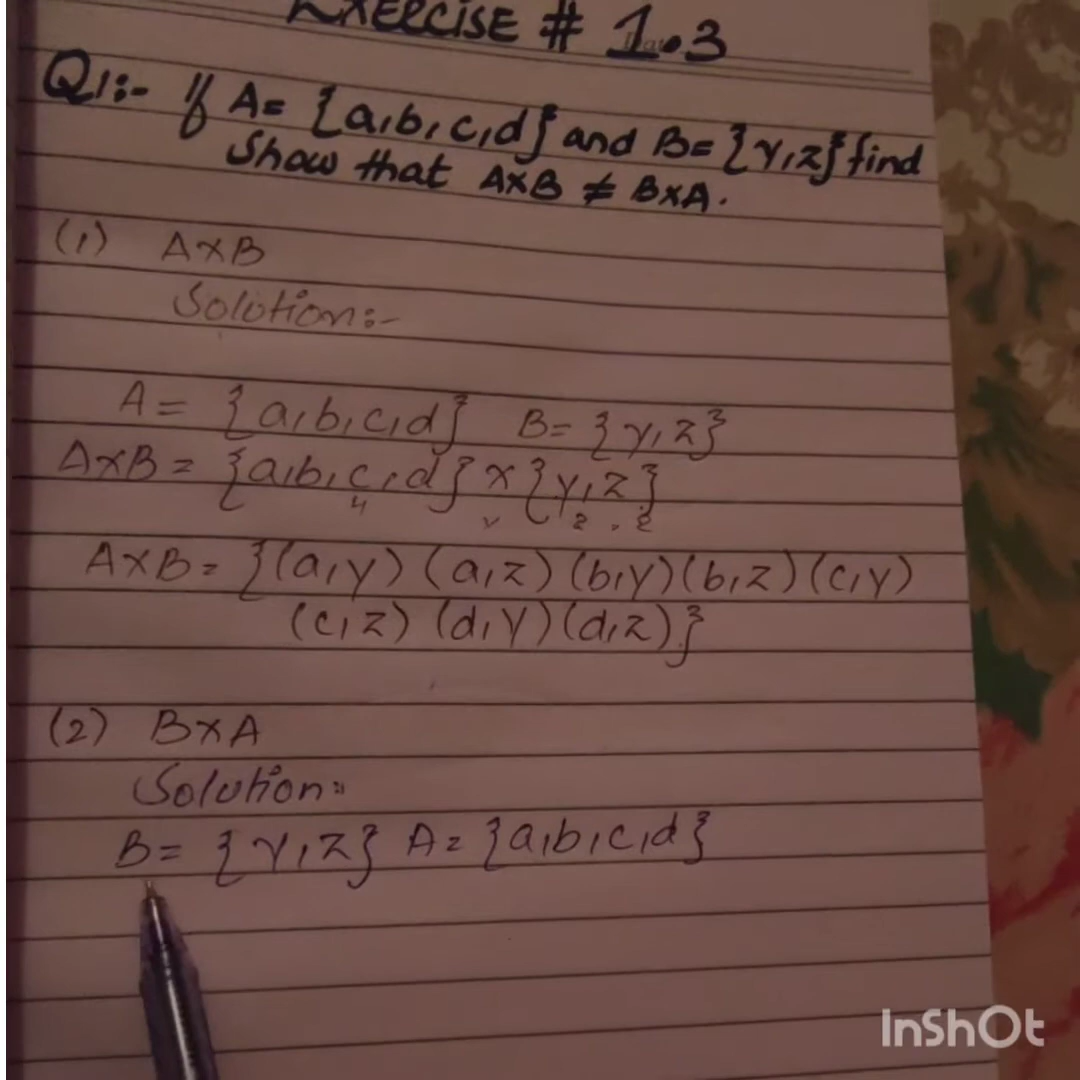 EXERCISE # 1.3
Q1:- If A= {a,b,c,d} and B= {y,z} find
Show that A×B ≠ B×A.
(1) A×B
Solution:-
A= {a,b,c,d} B= {y,z}
A×B = {a,b,c,d} × {y,z}
A×B= {(a,y) (a,z) (b,y) (b,z) (c,y)
(c,z) (d,y) (d,z)}
(2) B×A
Solution:
B= {y,z} A= {a,b,c,d}
InShOt